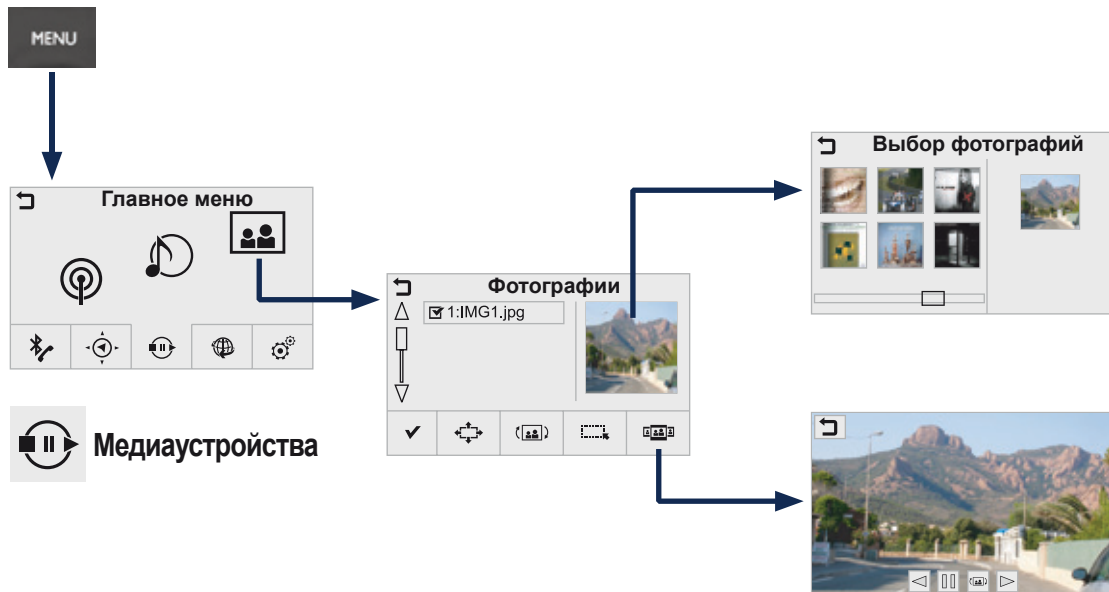 MENU
Главное меню
Медиаустройства
Фотографии
1:IMG1.jpg
Выбор фотографий